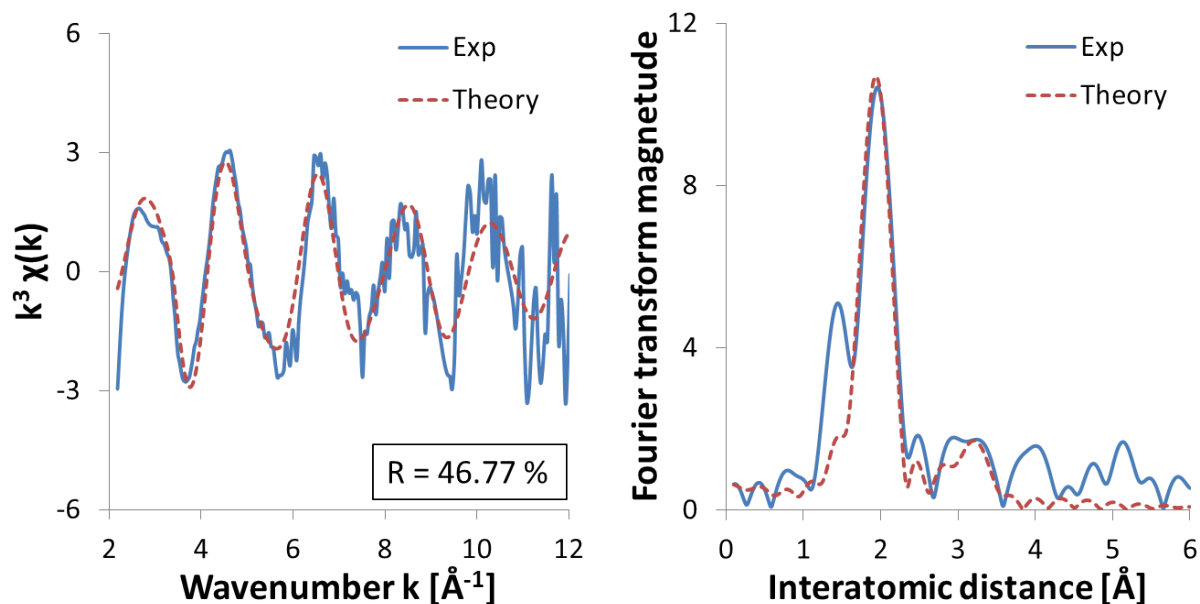 6
3
0
-3
-6
k³ χ(k)
Exp
Theory
R = 46.77 %
2
4
6
8
10
12
Wavenumber k [Å⁻¹]
12
8
4
0
Fourier transform magnetude
Exp
Theory
0
1
2
3
4
5
6
Interatomic distance [Å]